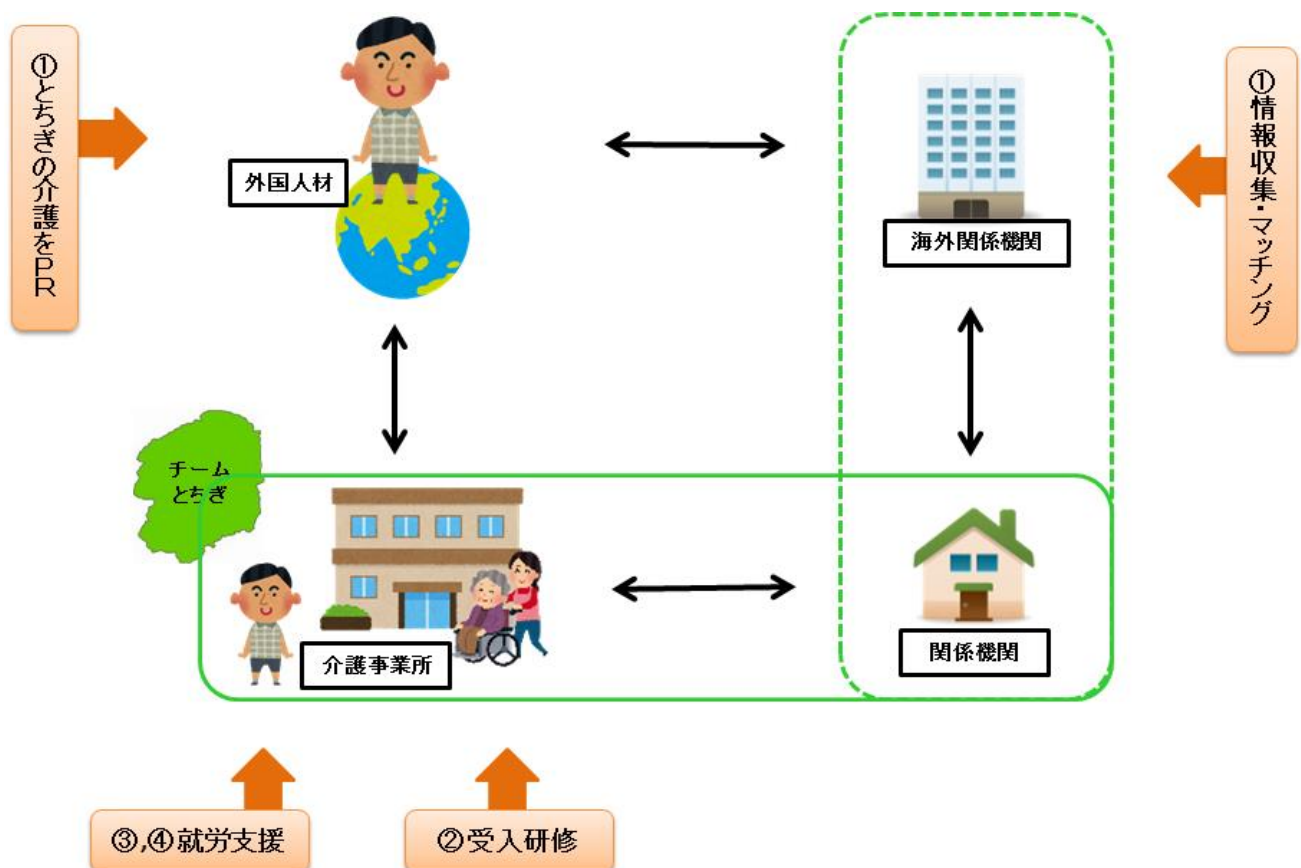 ①とちぎの介護をPR
外国人材
海外関係機関
①情報収集・マッチング
チーム
とちぎ
介護事業所
関係機関
③,④就労支援
②受入研修